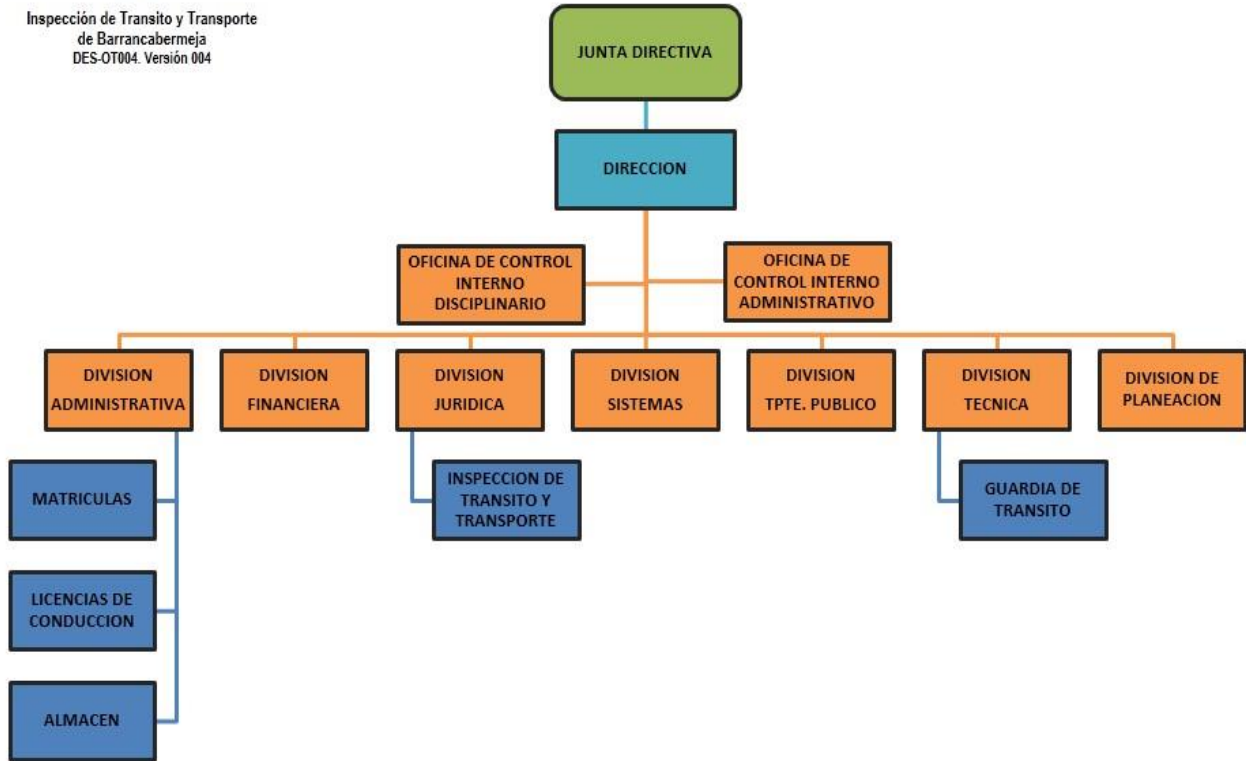 Inspección de Transito y Transporte
de Barrancabermeja
DES-OT004. Versión 004
JUNTA DIRECTIVA
DIRECCION
OFICINA DE CONTROL
INTERNO
DISCIPLINARIO
OFICINA DE
CONTROL INTERNO
ADMINISTRATIVO
DIVISION
ADMINISTRATIVA
DIVISION
FINANCIERA
DIVISION
JURIDICA
DIVISION
SISTEMAS
DIVISION
TPTE. PUBLICO
DIVISION
TECNICA
DIVISION DE
PLANEACION
MATRICULAS
INSPECCION DE
TRANSITO Y
TRANSPORTE
GUARDIA DE
TRANSITO
LICENCIAS DE
CONDUCCION
ALMACEN